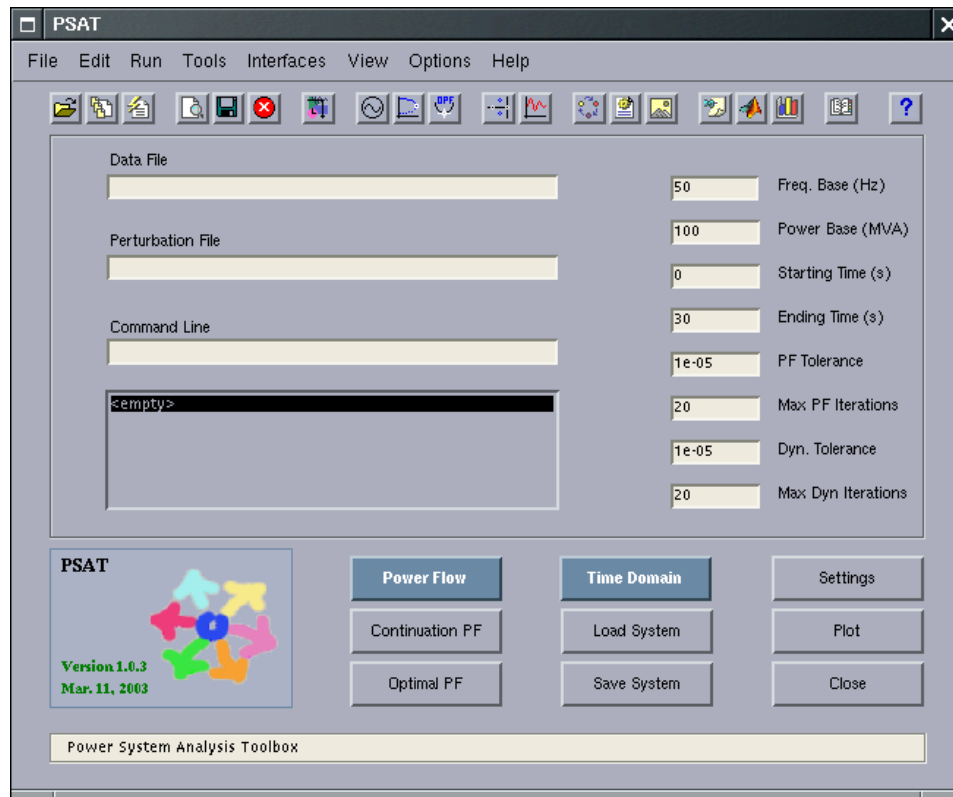 PSAT
File Edit Run Tools Interfaces View Options Help
OPF
?
Data File
Perturbation File
Command Line
<empty>
50 Freq. Base (Hz)
100 Power Base (MVA)
0 Starting Time (s)
30 Ending Time (s)
1e-05 PF Tolerance
20 Max PF Iterations
1e-05 Dyn. Tolerance
20 Max Dyn Iterations
PSAT
Version 1.0.3
Mar. 11, 2003
Power Flow Time Domain Settings
Continuation PF Load System Plot
Optimal PF Save System Close
Power System Analysis Toolbox